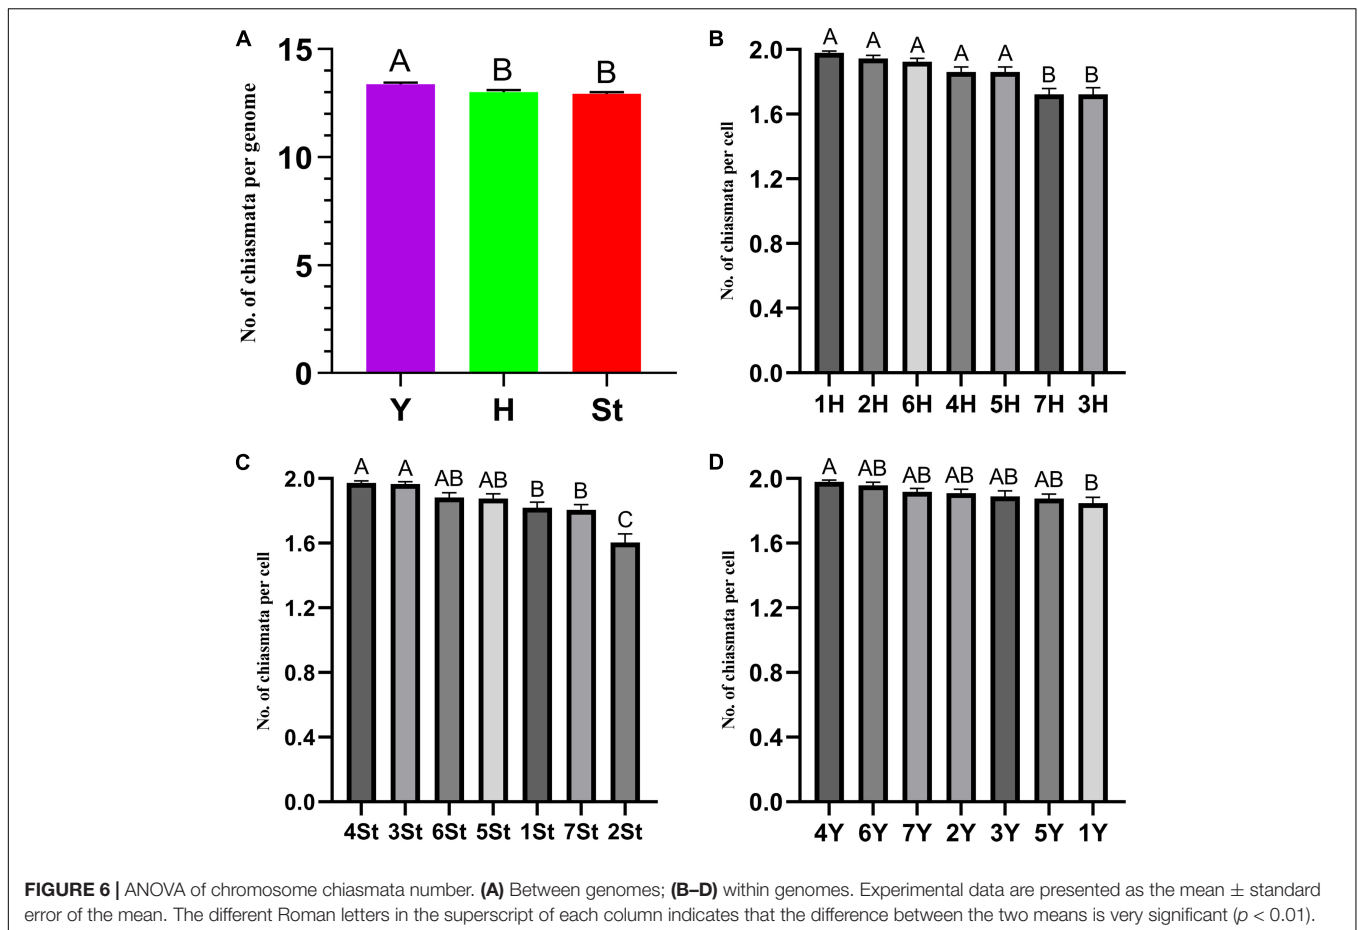 A
No. of chiasmata per genome
15
10
5
0
A
B
B
Y H St
B
No. of chiasmata per cell
2.0
1.6
1.2
0.8
0.4
0.0
A A A A A B B
1H 2H 6H 4H 5H 7H 3H
C
No. of chiasmata per cell
2.0
1.6
1.2
0.8
0.4
0.0
A A AB AB B B C
4St 3St 6St 5St 1St 7St 2St
D
No. of chiasmata per cell
2.0
1.6
1.2
0.8
0.4
0.0
A AB AB AB AB AB B
4Y 6Y 7Y 2Y 3Y 5Y 1Y
FIGURE 6 | ANOVA of chromosome chiasmata number. (A) Between genomes; (B–D) within genomes. Experimental data are presented as the mean ± standard
error of the mean. The different Roman letters in the superscript of each column indicates that the difference between the two means is very significant (p < 0.01).